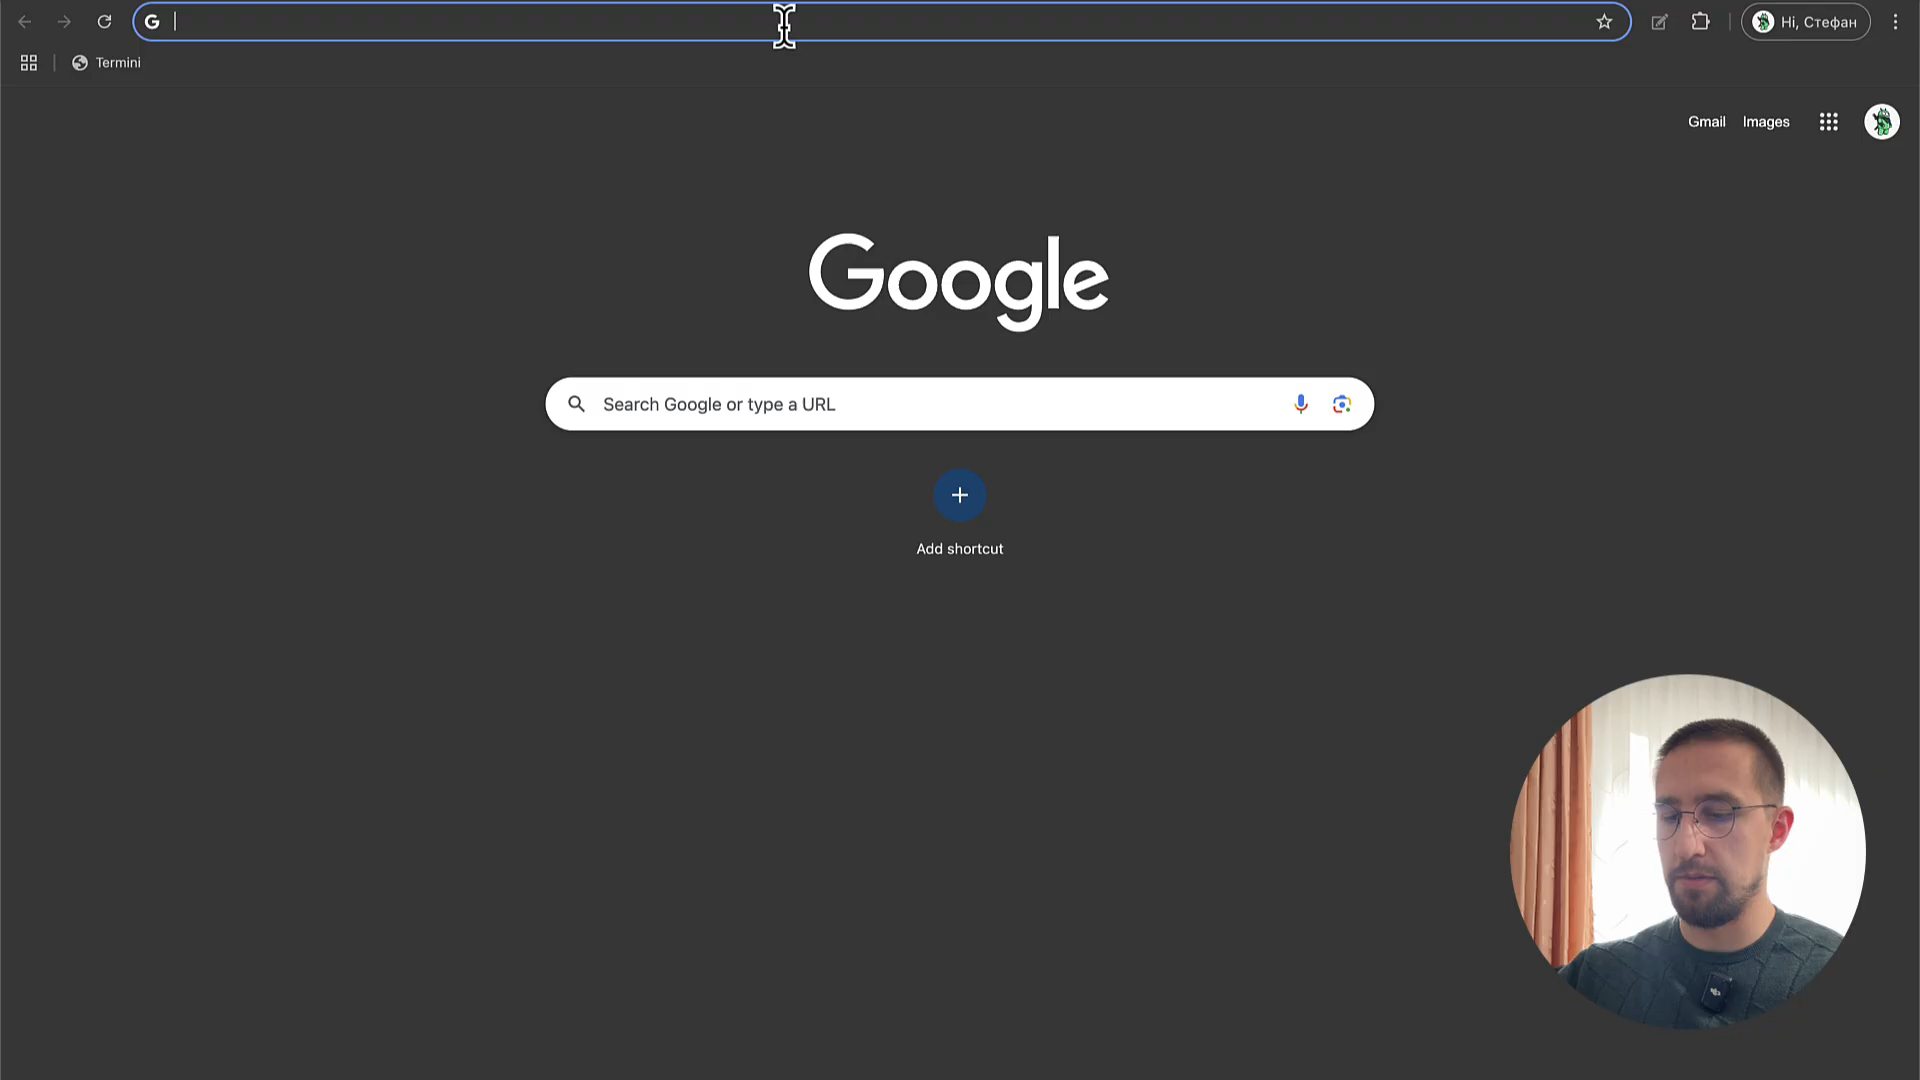 Hi, Стефан
Termini
Gmail
Images
Google
Search Google or type a URL
Add shortcut